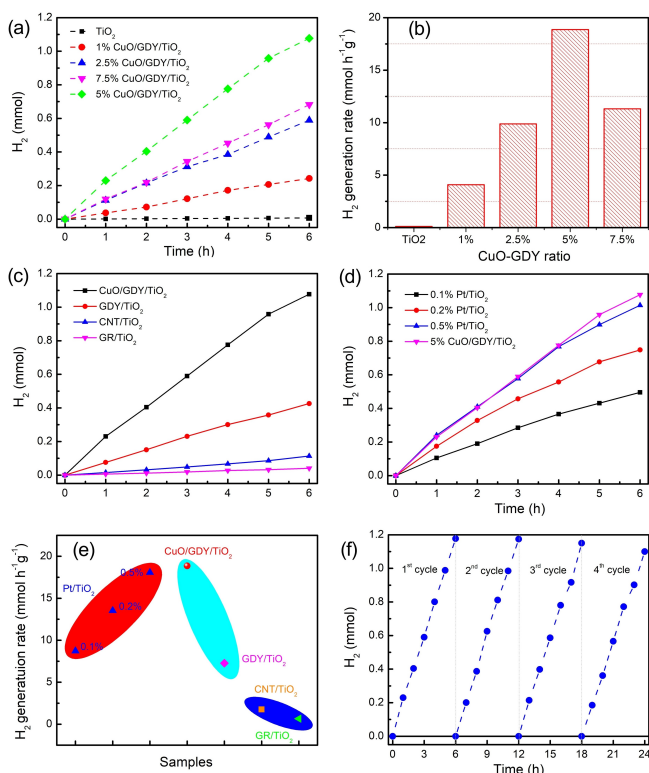 (a)
TiO2
1% CuO/GDY/TiO2
2.5% CuO/GDY/TiO2
7.5% CuO/GDY/TiO2
5% CuO/GDY/TiO2
H2 (mmol)
1.0
0.8
0.6
0.4
0.2
0.0
0 1 2 3 4 5 6
Time (h)
(b)
H2 generation rate (mmol h-1g-1)
20
15
10
5
0
TiO2 1% 2.5% 5% 7.5%
CuO-GDY ratio
(c)
CuO/GDY/TiO2
GDY/TiO2
CNT/TiO2
GR/TiO2
H2 (mmol)
1.2
1.0
0.8
0.6
0.4
0.2
0.0
0 1 2 3 4 5 6
Time (h)
(d)
0.1% Pt/TiO2
0.2% Pt/TiO2
0.5% Pt/TiO2
5% CuO/GDY/TiO2
H2 (mmol)
1.2
1.0
0.8
0.6
0.4
0.2
0.0
0 1 2 3 4 5 6
Time (h)
(e)
H2 generatuin rate (mmol h-1g-1)
20
15
10
5
0
CuO/GDY/TiO2
Pt/TiO2
0.5%
0.2%
0.1%
GDY/TiO2
CNT/TiO2
GR/TiO2
Samples
(f)
H2 (mmol)
1.2
1.0
0.8
0.6
0.4
0.2
0.0
1st cycle
2nd cycle
3rd cycle
4th cycle
0 3 6 9 12 15 18 21 24
Time (h)